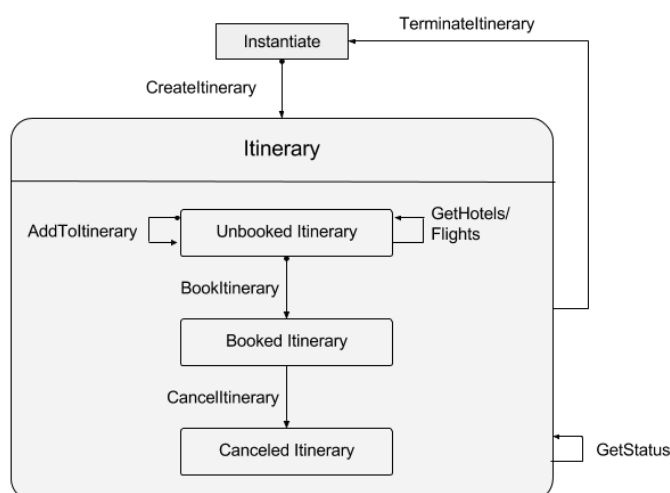 TerminateItinerary
Instantiate
CreateItinerary
Itinerary
AddToItinerary
Unbooked Itinerary
GetHotels/
Flights
BookItinerary
Booked Itinerary
CancelItinerary
Canceled Itinerary
GetStatus